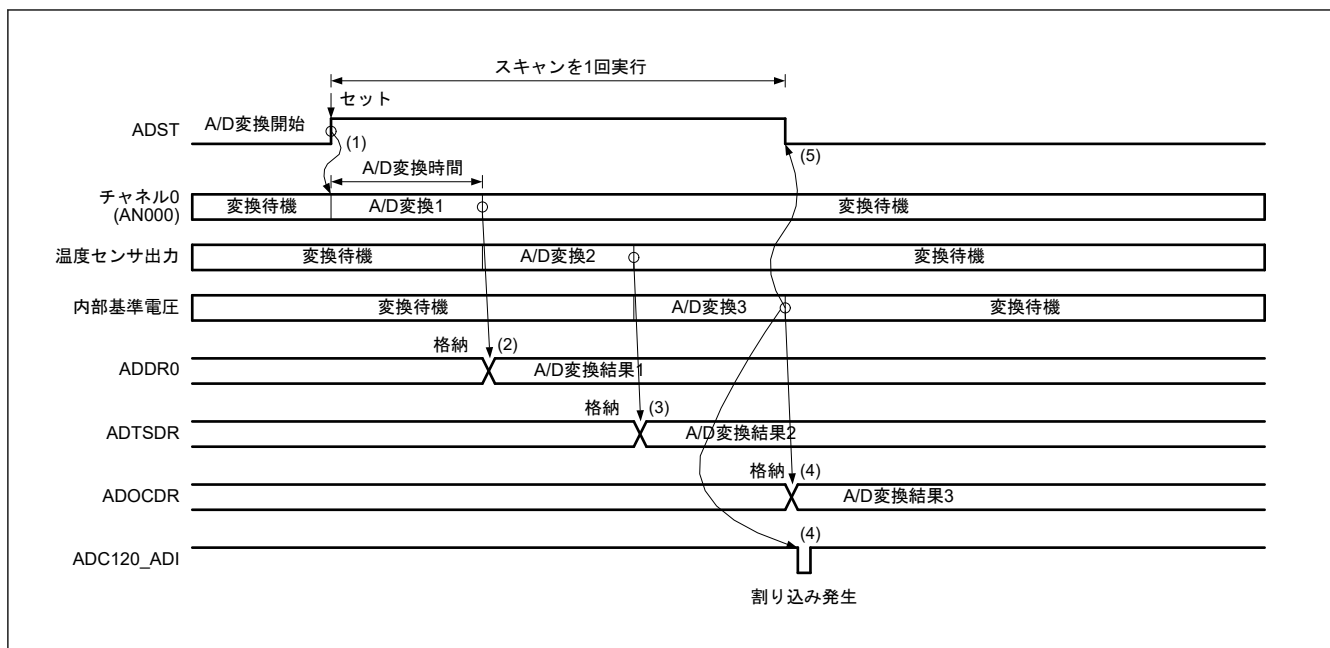 スキャンを1回実行
セット
ADST
A/D変換開始
(1)
(5)
A/D変換時間
チャネル0
(AN000)
変換待機
A/D変換1
変換待機
温度センサ出力
変換待機
A/D変換2
変換待機
内部基準電圧
変換待機
A/D変換3
変換待機
格納
(2)
ADDR0
A/D変換結果1
格納
(3)
ADTSDR
A/D変換結果2
格納
(4)
ADOCDR
A/D変換結果3
(4)
ADC120_ADI
割り込み発生